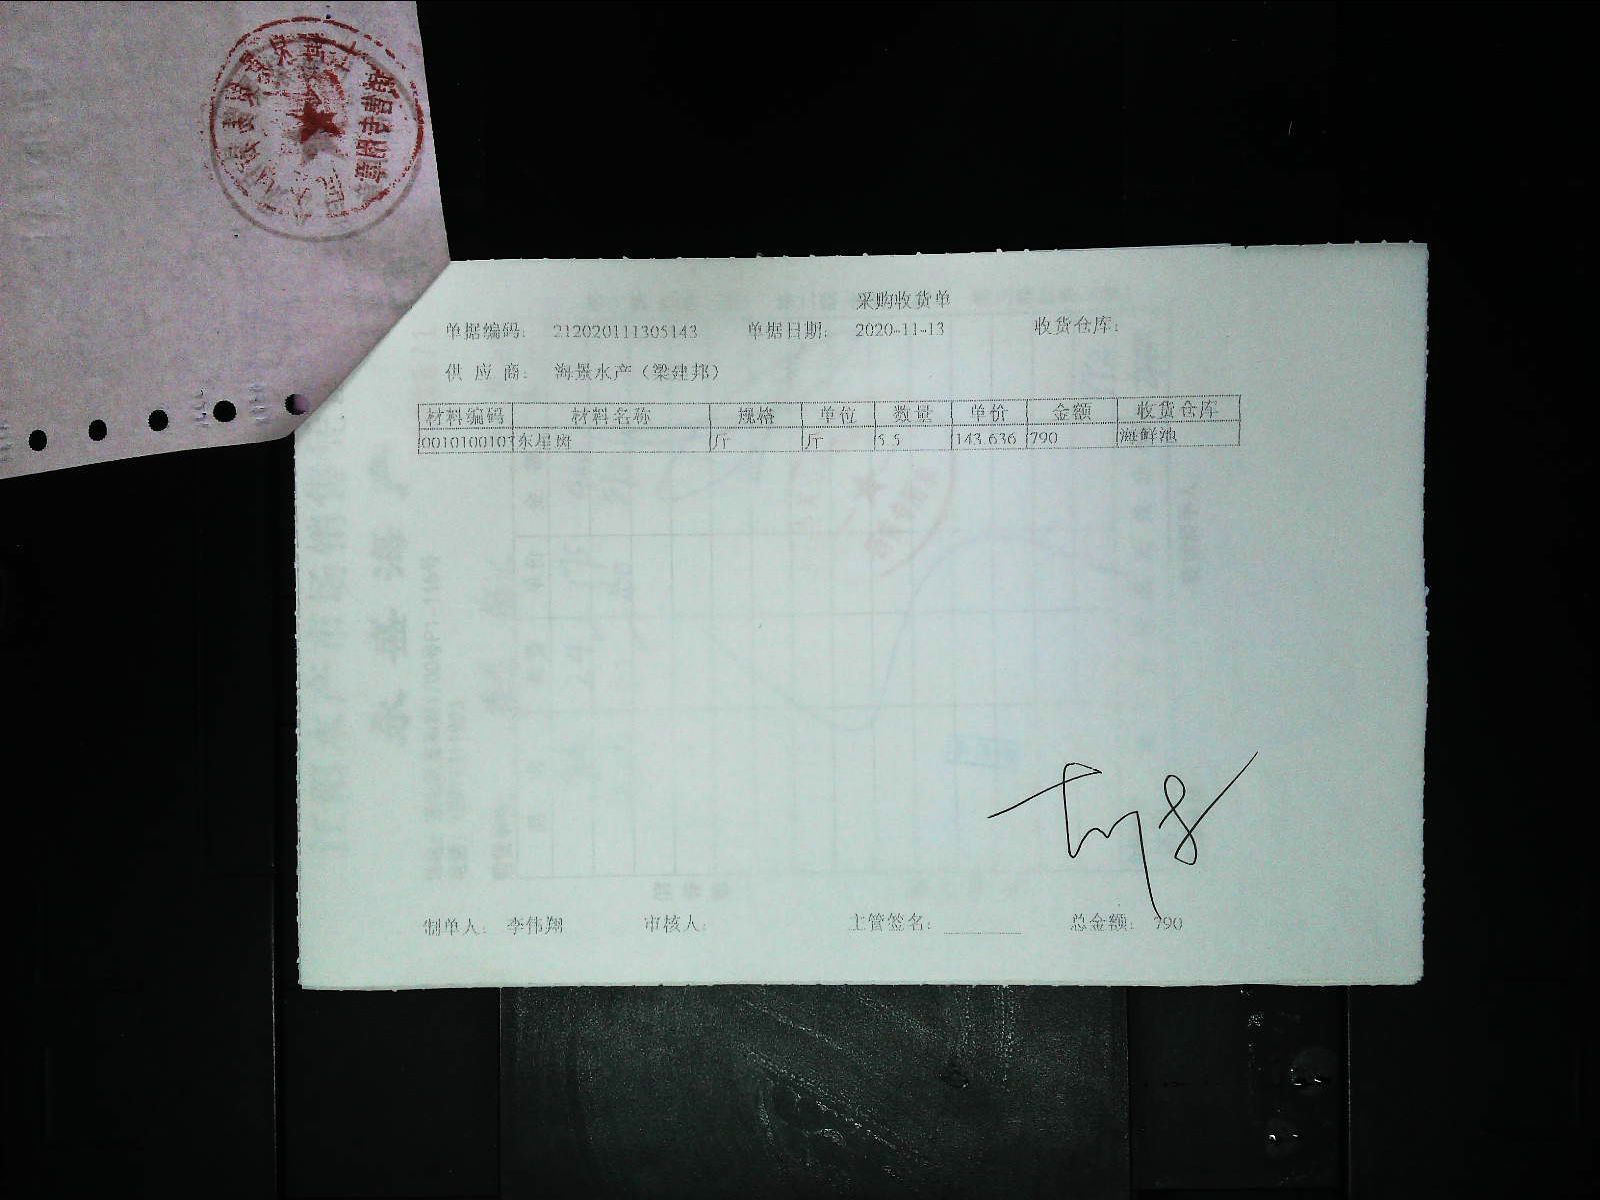 采购收货单
单据编码: 212020111305143 单据日期: 2020-11-13 收货仓库:
供 应 商: 海景水产（梁建邦）
材料编码 材料名称 规格 单位 数量 单价 金额 收货仓库
0010100107 东星斑 斤 斤 5.5 143.636 790 海鲜池
制单人: 李伟翔 审核人: 主管签名: 总金额: 790